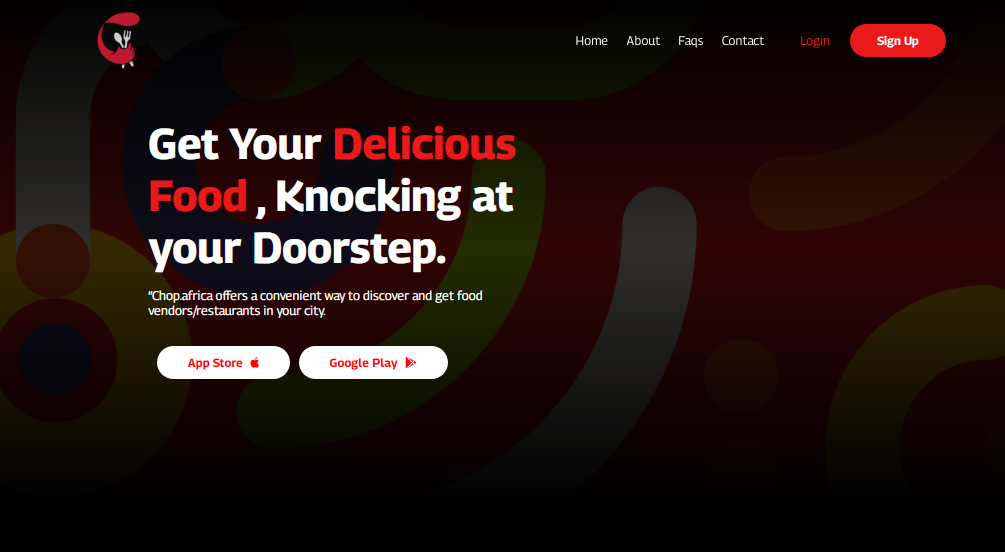 Home About Faqs Contact Login Sign Up
Get Your Delicious
Food , Knocking at
your Doorstep.
"Chop.africa offers a convenient way to discover and get food
vendors/restaurants in your city.
App Store Google Play